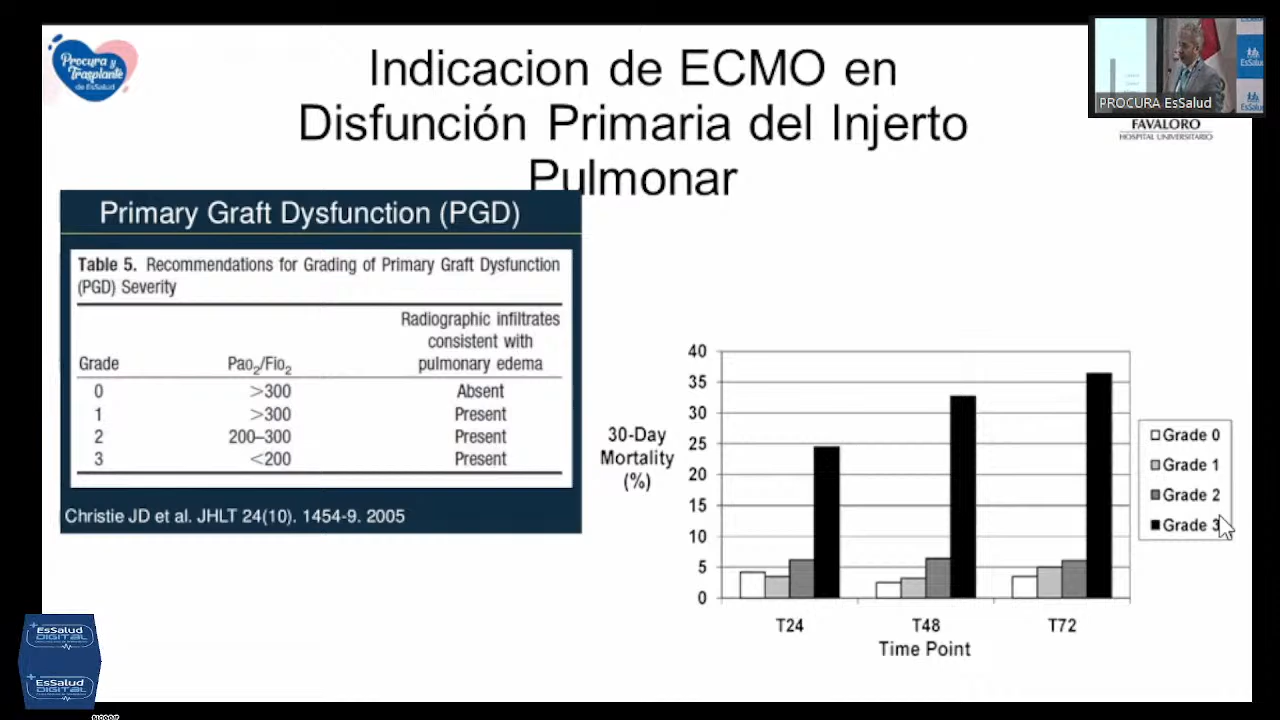 Procura y
Trasplante
de EsSalud
Indicacion de ECMO en
Disfunción Primaria del Injerto
Pulmonar
PROCURA EsSalud
FAVALORO
HOSPITAL UNIVERSITARIO
Primary Graft Dysfunction (PGD)
Table 5. Recommendations for Grading of Primary Graft Dysfunction
(PGD) Severity
Radiographic infiltrates
consistent with
Grade Pao2/Fio2 pulmonary edema
0 >300 Absent
1 >300 Present
2 200–300 Present
3 <200 Present
Christie JD et al. JHLT 24(10). 1454-9. 2005
30-Day
Mortality
(%)
40
35
30
25
20
15
10
5
0
T24 T48 T72
Time Point
Grade 0
Grade 1
Grade 2
Grade 3
EsSalud
DIGITAL
EsSalud
DIGITAL